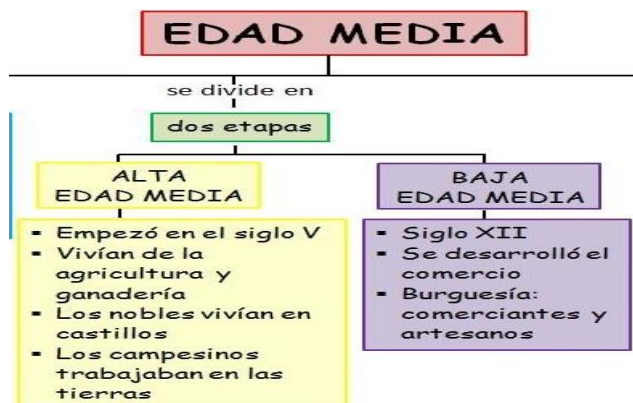 EDAD MEDIA
se divide en
dos etapas
ALTA
EDAD MEDIA
▪ Empezó en el siglo V
▪ Vivían de la
agricultura y
ganadería
▪ Los nobles vivían en
castillos
▪ Los campesinos
trabajaban en las
tierras
BAJA
EDAD MEDIA
▪ Siglo XII
▪ Se desarrolló el
comercio
▪ Burguesía:
comerciantes y
artesanos